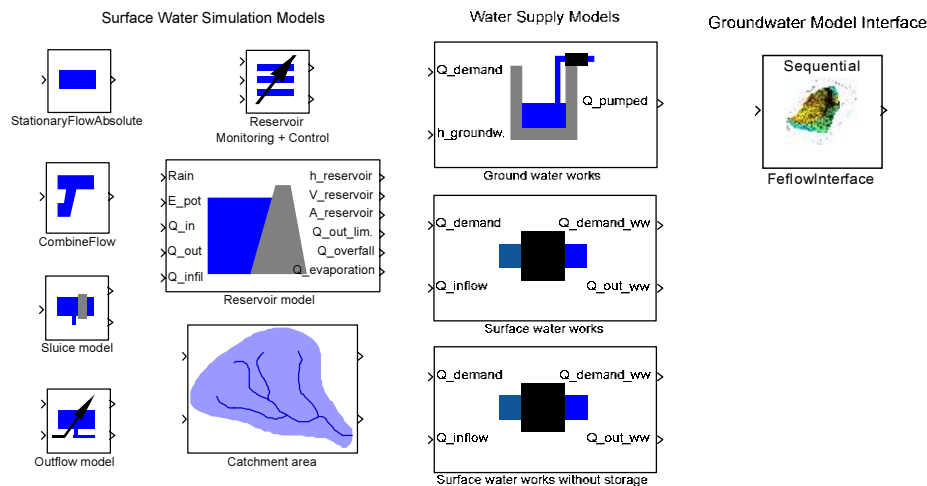 Surface Water Simulation Models
StationaryFlowAbsolute
Reservoir
Monitoring + Control
CombineFlow
Rain
E_pot
Q_in
Q_out
Q_infil
h_reservoir
V_reservoir
A_reservoir
Q_out_lim.
Q_overfall
Q_evaporation
Reservoir model
Sluice model
Outflow model
Catchment area
Water Supply Models
Q_demand
h_groundw.
Q_pumped
Ground water works
Q_demand
Q_inflow
Q_demand_ww
Q_out_ww
Surface water works
Q_demand
Q_inflow
Q_demand_ww
Q_out_ww
Surface water works without storage
Groundwater Model Interface
Sequential
FeflowInterface